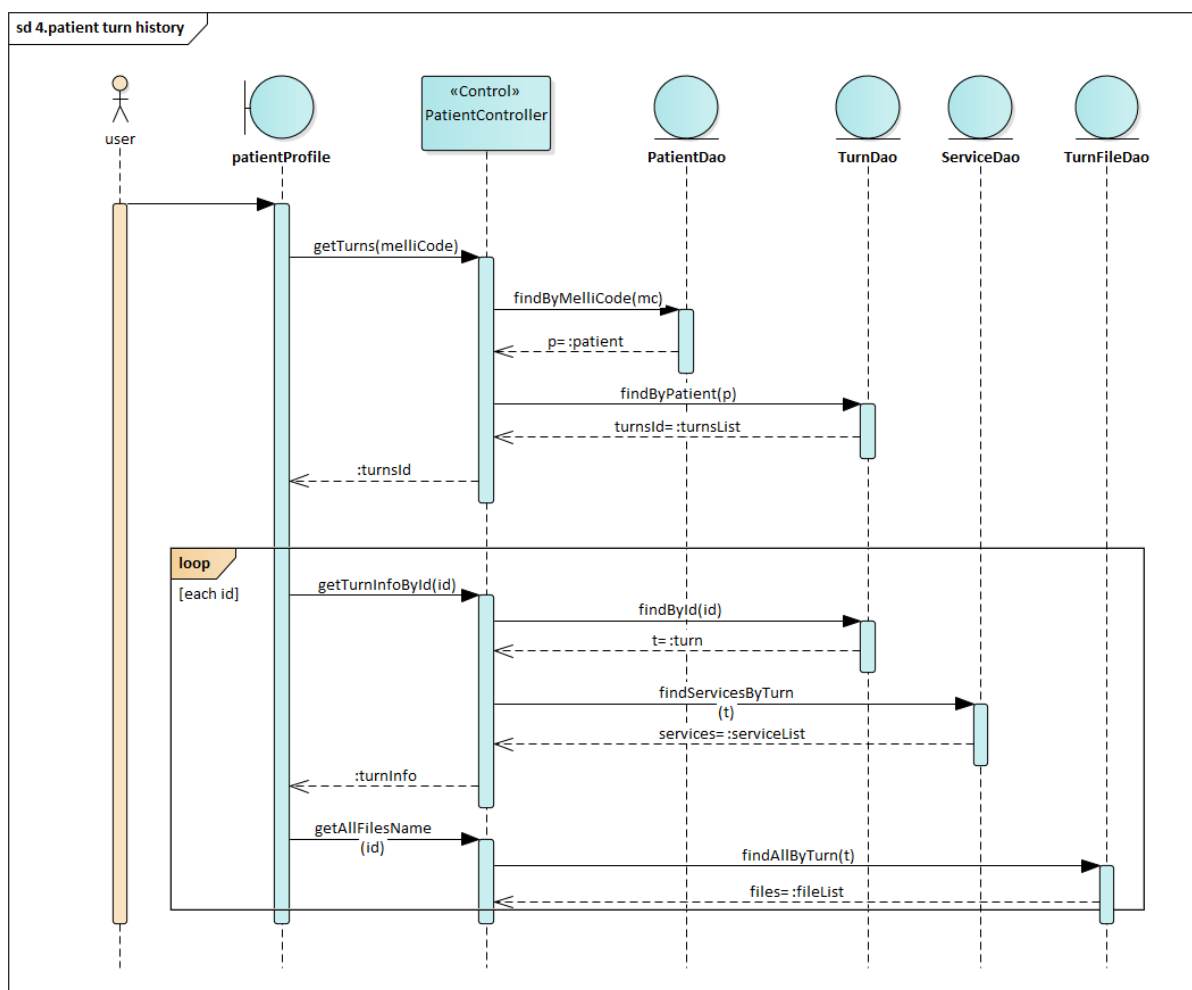 sd 4.patient turn history
user
patientProfile
«Control»
PatientController
PatientDao
TurnDao
ServiceDao
TurnFileDao
getTurns(melliCode)
findByMelliCode(mc)
p= :patient
findByPatient(p)
turnsId= :turnsList
:turnsId
loop
[each id]
getTurnInfoById(id)
findById(id)
t= :turn
findServicesByTurn
(t)
services= :serviceList
:turnInfo
getAllFilesName
(id)
findAllByTurn(t)
files= :fileList